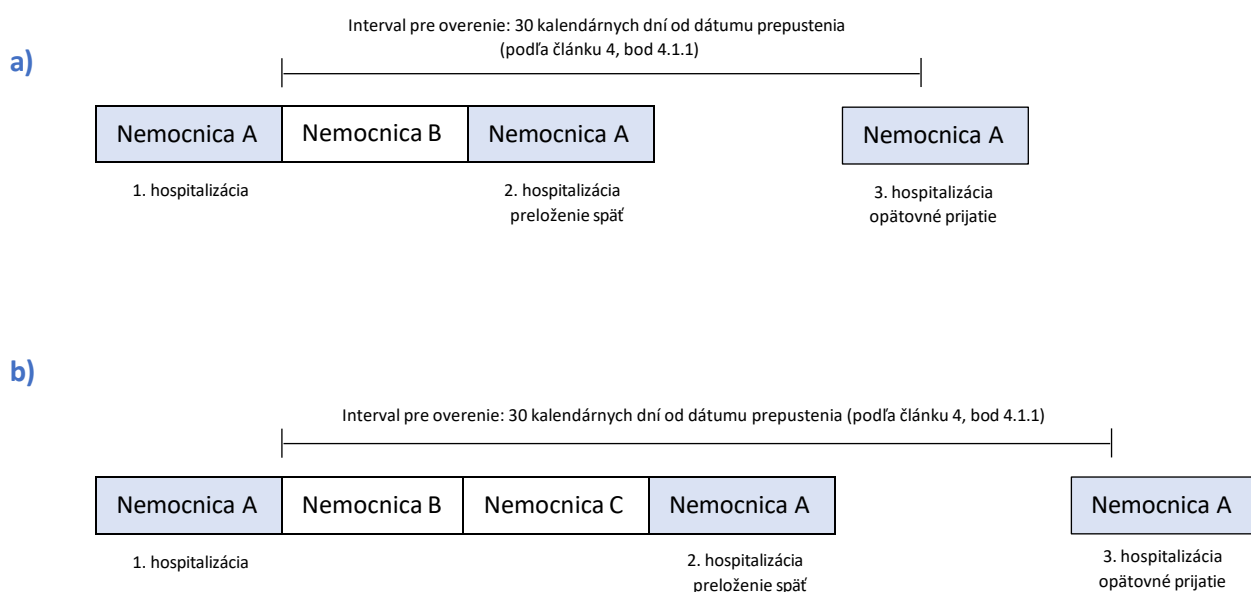 Interval pre overenie: 30 kalendárnych dní od dátumu prepustenia
(podľa článku 4, bod 4.1.1)
a)
Nemocnica A
Nemocnica B
Nemocnica A
Nemocnica A
1. hospitalizácia
2. hospitalizácia
preloženie späť
3. hospitalizácia
opätovné prijatie
b)
Interval pre overenie: 30 kalendárnych dní od dátumu prepustenia (podľa článku 4, bod 4.1.1)
Nemocnica A
Nemocnica B
Nemocnica C
Nemocnica A
Nemocnica A
1. hospitalizácia
2. hospitalizácia
preloženie späť
3. hospitalizácia
opätovné prijatie